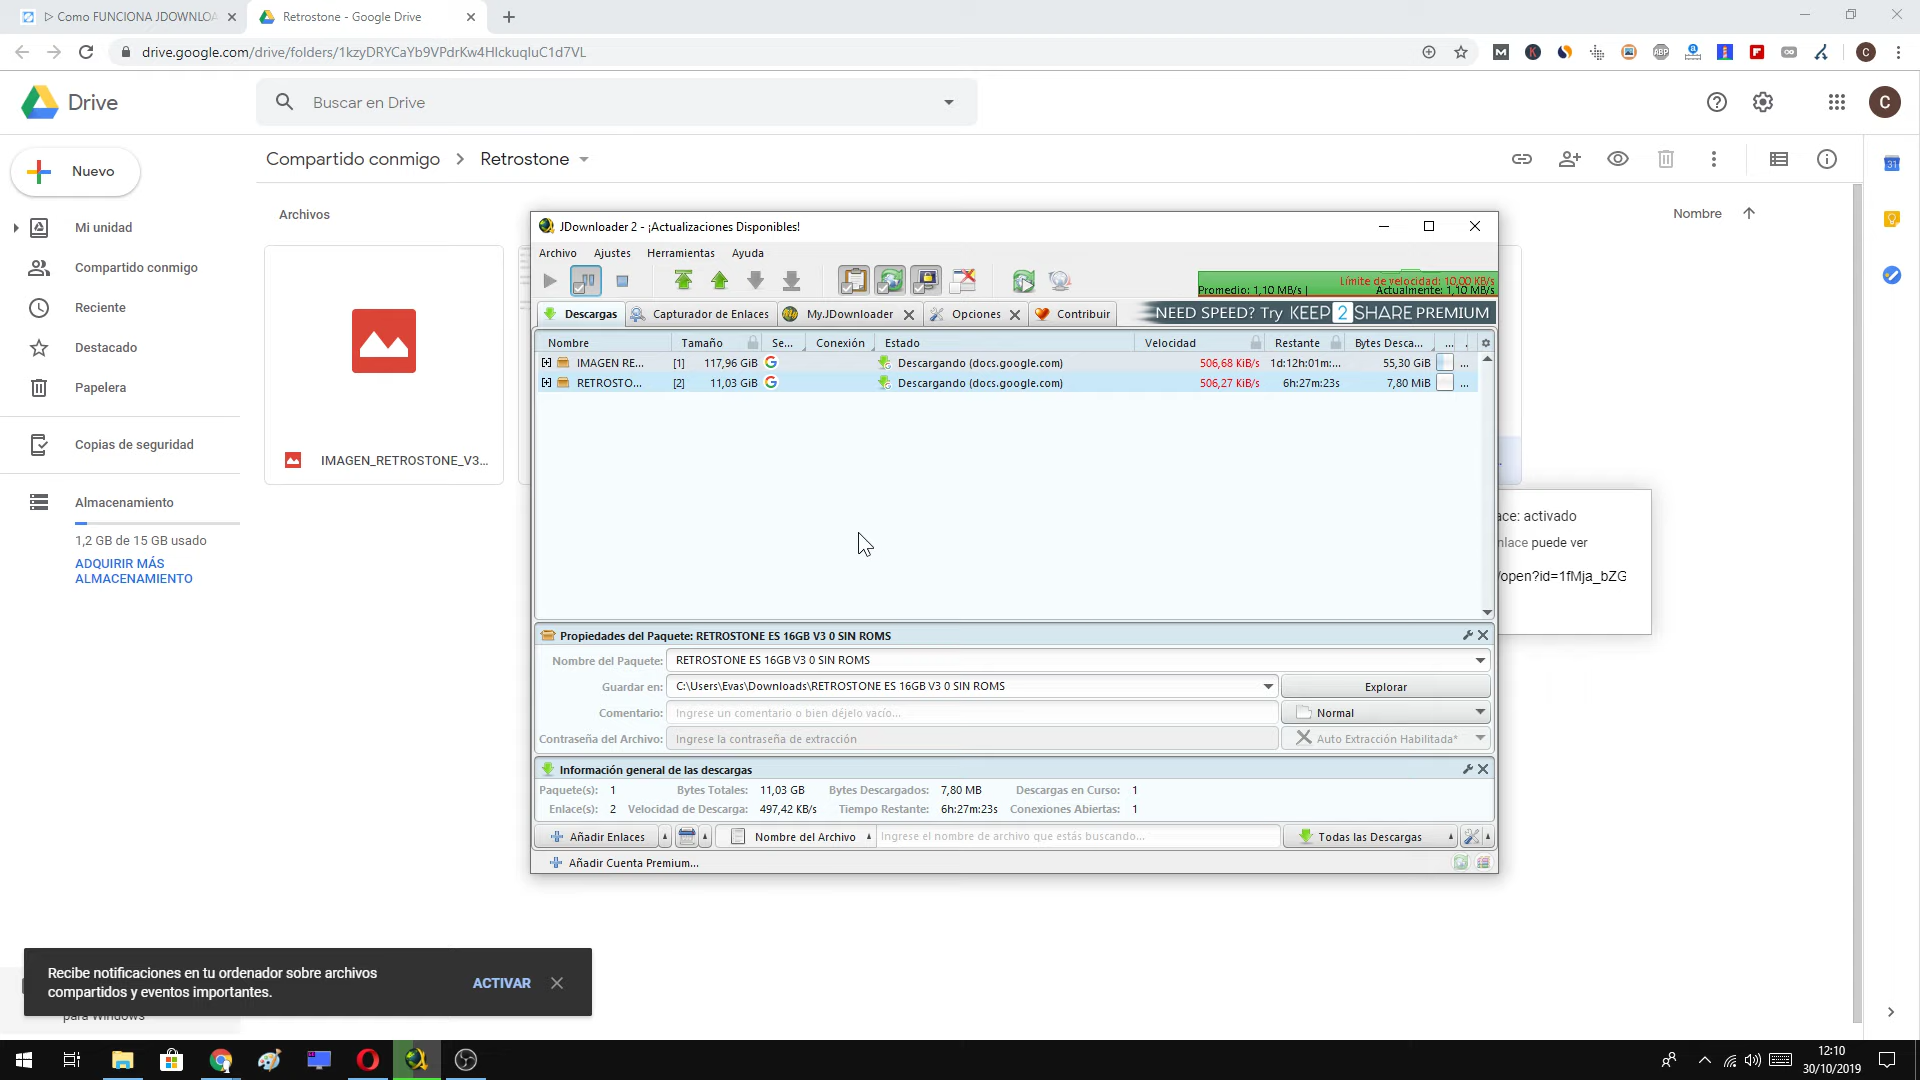 ▷ Como FUNCIONA JDOWNLOA
Retrostone - Google Drive
drive.google.com/drive/folders/1kzyDRYCaYb9VPdrKw4HlckuqIuC1d7VL
Drive
Buscar en Drive
C
Nuevo
Compartido conmigo > Retrostone
Mi unidad
Compartido conmigo
Reciente
Destacado
Papelera
Copias de seguridad
Almacenamiento
1,2 GB de 15 GB usado
ADQUIRIR MÁS
ALMACENAMIENTO
Archivos
Nombre
IMAGEN_RETROSTONE_V3...
JDownloader 2 - ¡Actualizaciones Disponibles!
Archivo Ajustes Herramientas Ayuda
Límite de velocidad: 10,00 KB/s
Promedio: 1,10 MB/s | Actualmente: 1,10 MB/s
Descargas Capturador de Enlaces My.JDownloader Opciones Contribuir
NEED SPEED? Try KEEP 2 SHARE PREMIUM
Nombre Tamaño Se... Conexión Estado Velocidad Restante Bytes Desca... ...
IMAGEN RE... [1] 117,96 GiB Descargando (docs.google.com) 506,68 KiB/s 1d:12h:01m:... 55,30 GiB ...
RETROSTO... [2] 11,03 GiB Descargando (docs.google.com) 506,27 KiB/s 6h:27m:23s 7,80 MiB ...
ace: activado
nlace puede ver
/open?id=1fMja_bZG
Propiedades del Paquete: RETROSTONE ES 16GB V3 0 SIN ROMS
Nombre del Paquete: RETROSTONE ES 16GB V3 0 SIN ROMS
Guardar en: C:\Users\Evas\Downloads\RETROSTONE ES 16GB V3 0 SIN ROMS Explorar
Comentario: Ingrese un comentario o bien déjelo vacío... Normal
Contraseña del Archivo: Ingrese la contraseña de extracción Auto Extracción Habilitada*
Información general de las descargas
Paquete(s): 1 Bytes Totales: 11,03 GB Bytes Descargados: 7,80 MB Descargas en Curso: 1
Enlace(s): 2 Velocidad de Descarga: 497,42 KB/s Tiempo Restante: 6h:27m:23s Conexiones Abiertas: 1
Añadir Enlaces Nombre del Archivo Ingrese el nombre de archivo que estás buscando... Todas las Descargas
Añadir Cuenta Premium...
Recibe notificaciones en tu ordenador sobre archivos
compartidos y eventos importantes.
ACTIVAR
para Windows
12:10
30/10/2019